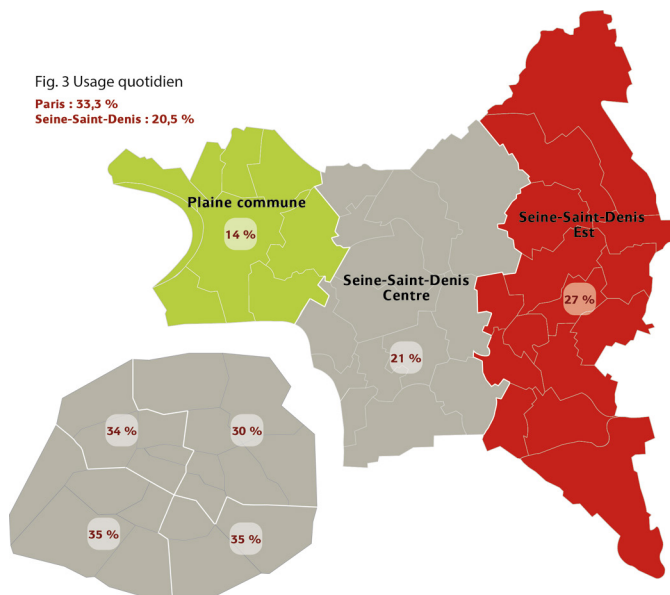 Fig. 3 Usage quotidien
Paris : 33,3 %
Seine-Saint-Denis : 20,5 %
Plaine commune
14 %
Seine-Saint-Denis
Est
27 %
Seine-Saint-Denis
Centre
21 %
34 %
30 %
35 %
35 %